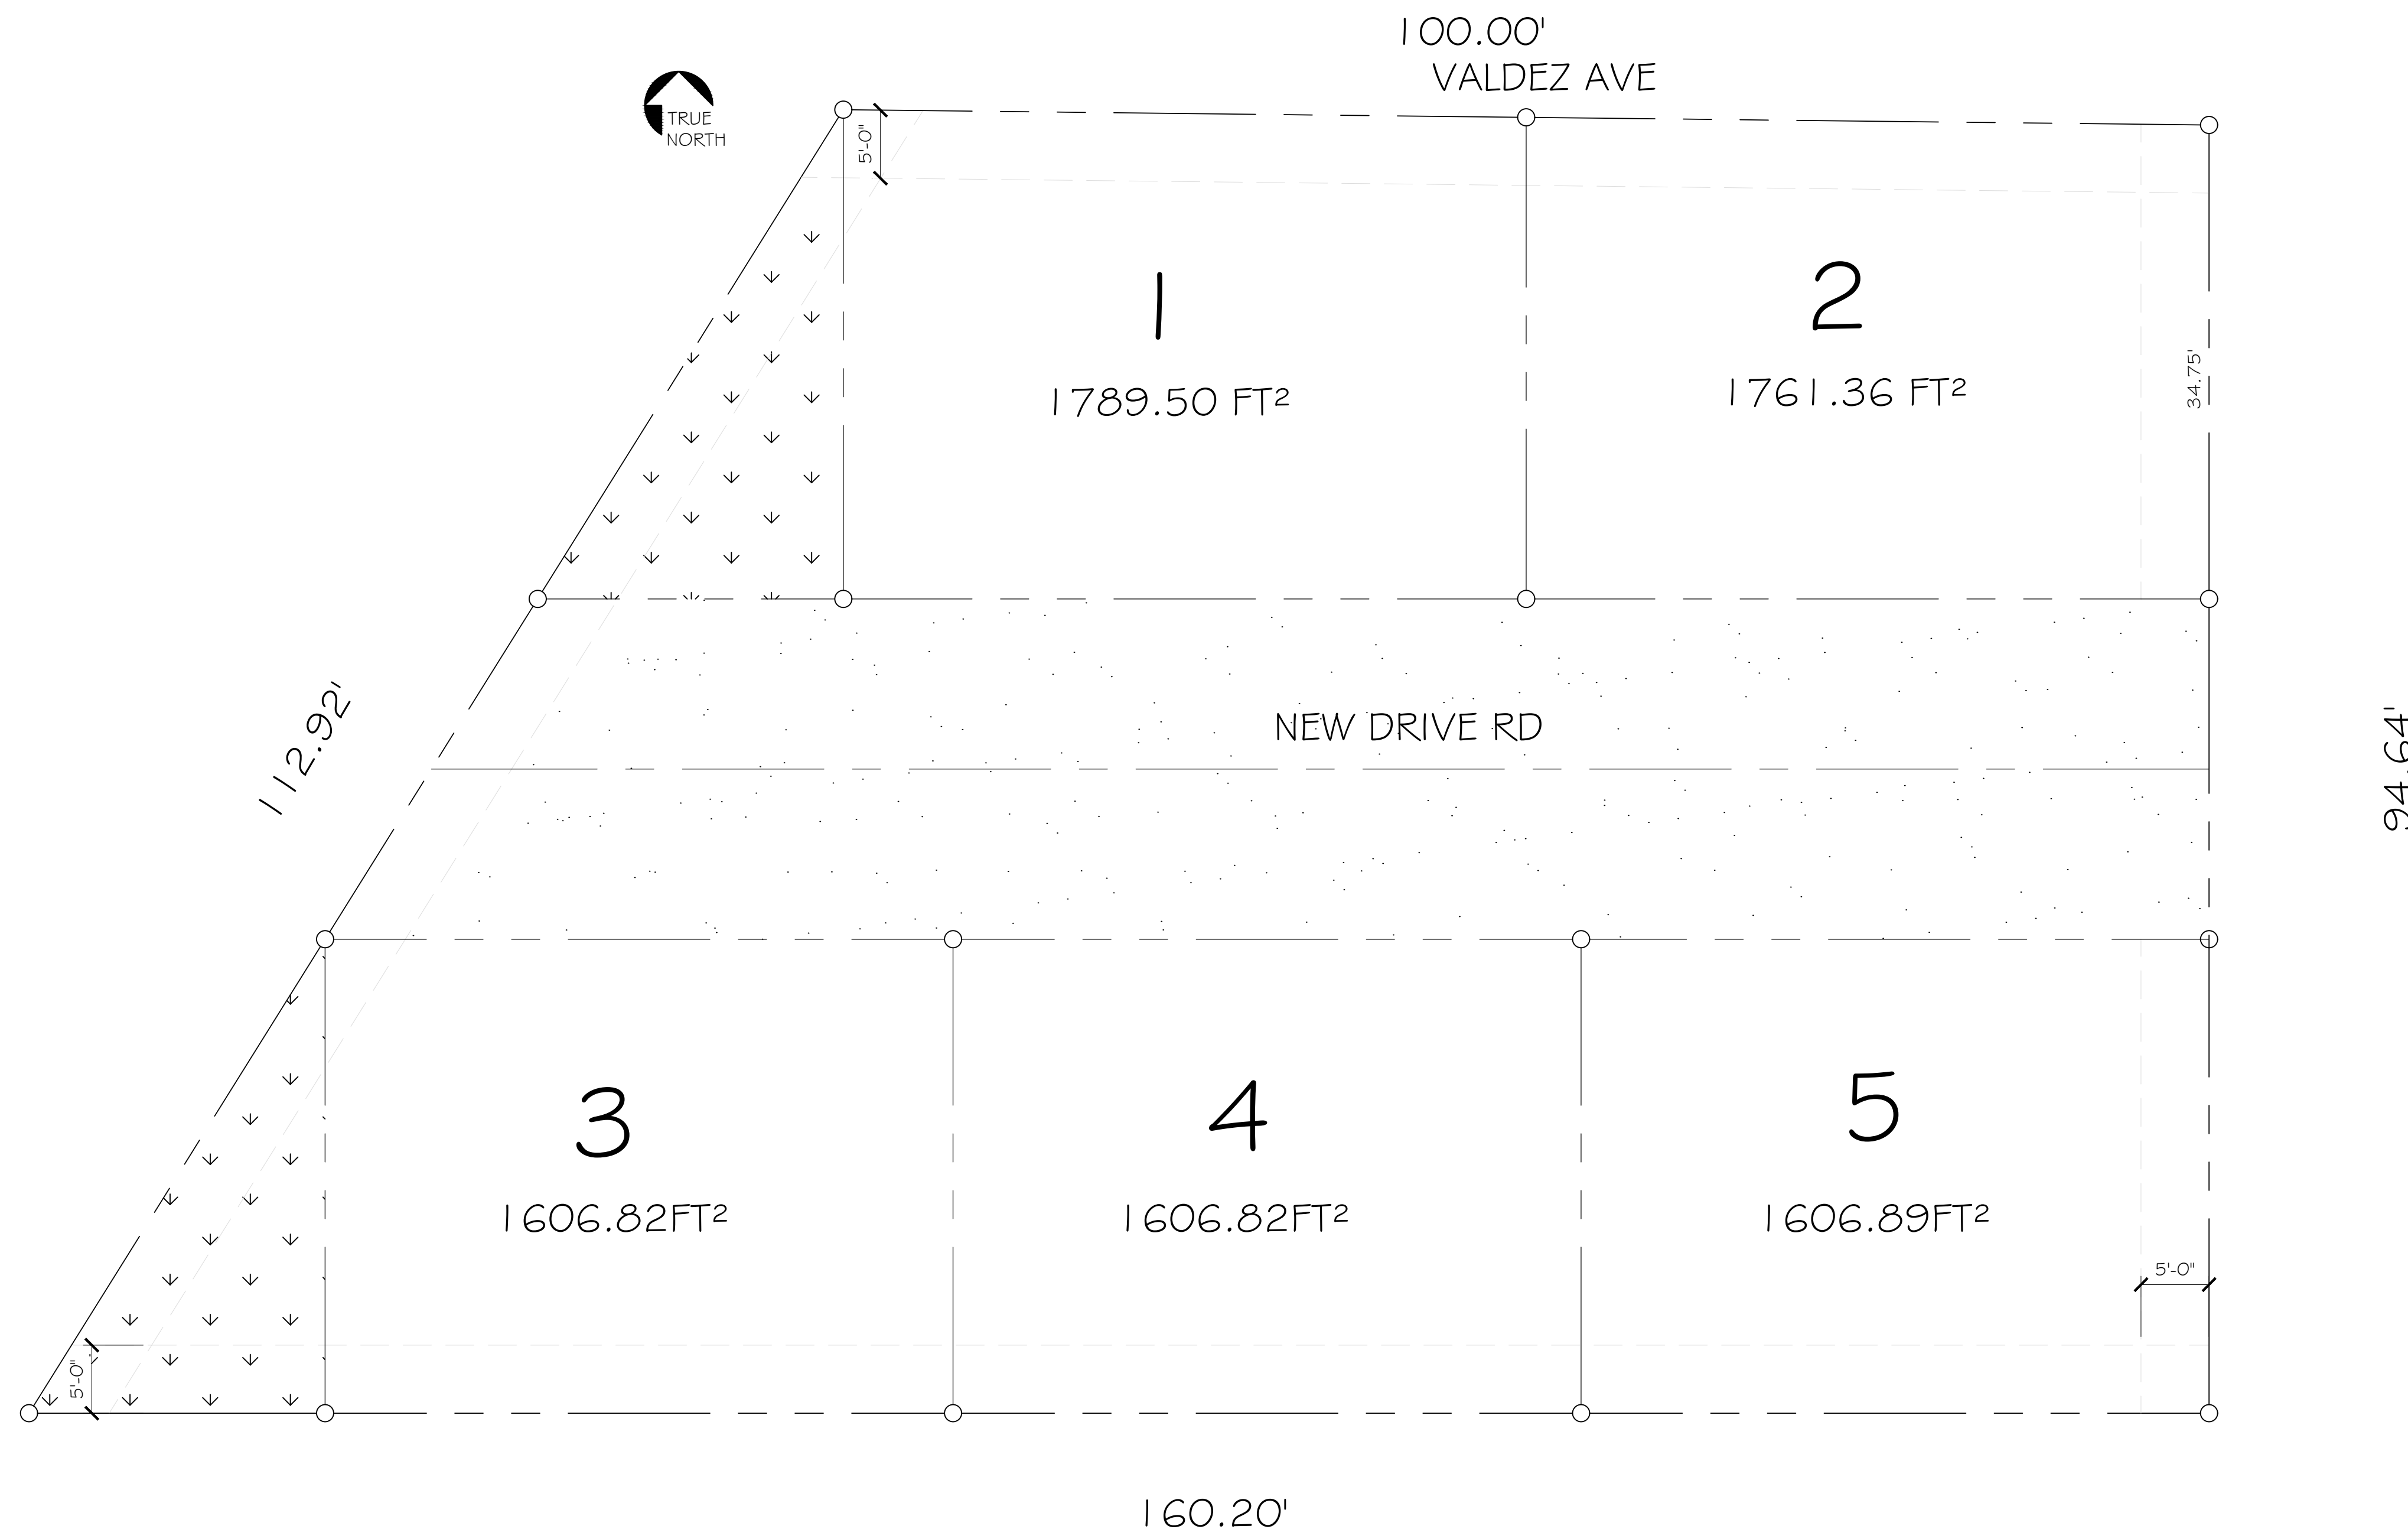 100.00'
VALDEZ AVE
TRUE
NORTH
5'-0"
1
2
34.75'
1789.50 FT²
1761.36 FT²
NEW DRIVE RD
112.92'
94.64'
3
4
5
1606.82FT²
1606.82FT²
1606.89FT²
5'-0"
5'-0"
160.20'